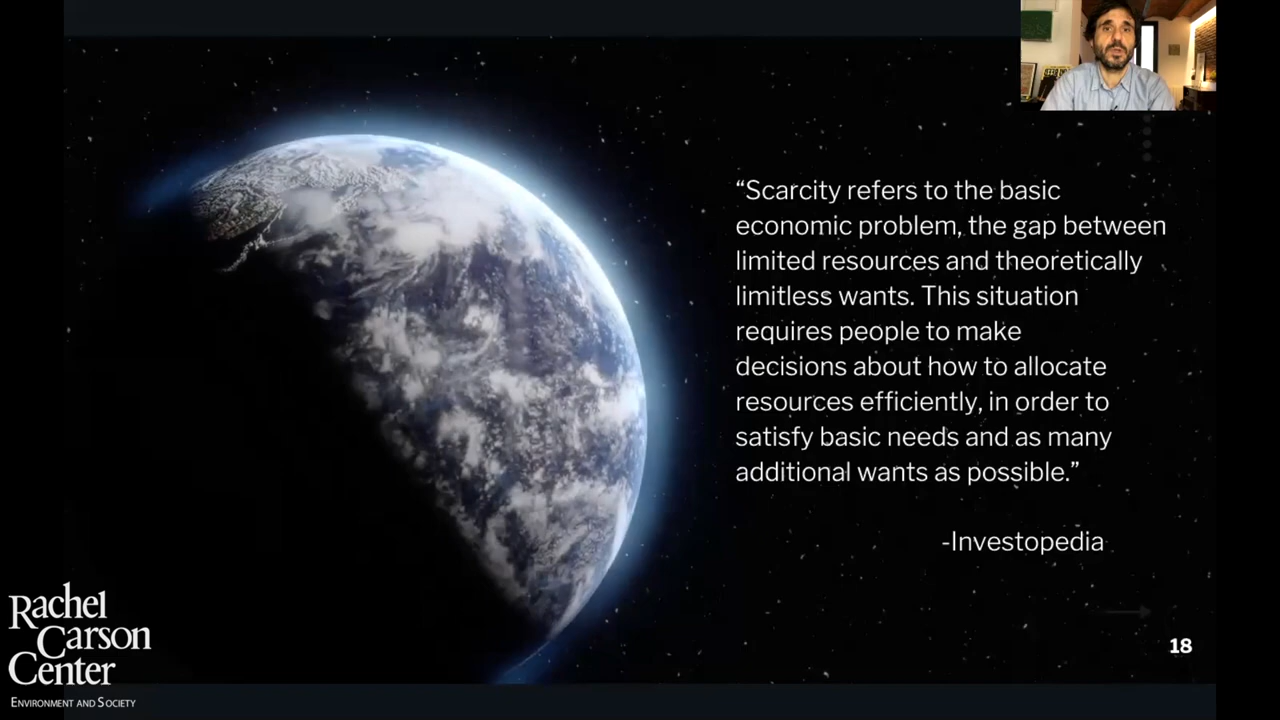 “Scarcity refers to the basic
economic problem, the gap between
limited resources and theoretically
limitless wants. This situation
requires people to make
decisions about how to allocate
resources efficiently, in order to
satisfy basic needs and as many
additional wants as possible.”
-Investopedia
18
Rachel
Carson
Center
ENVIRONMENT AND SOCIETY